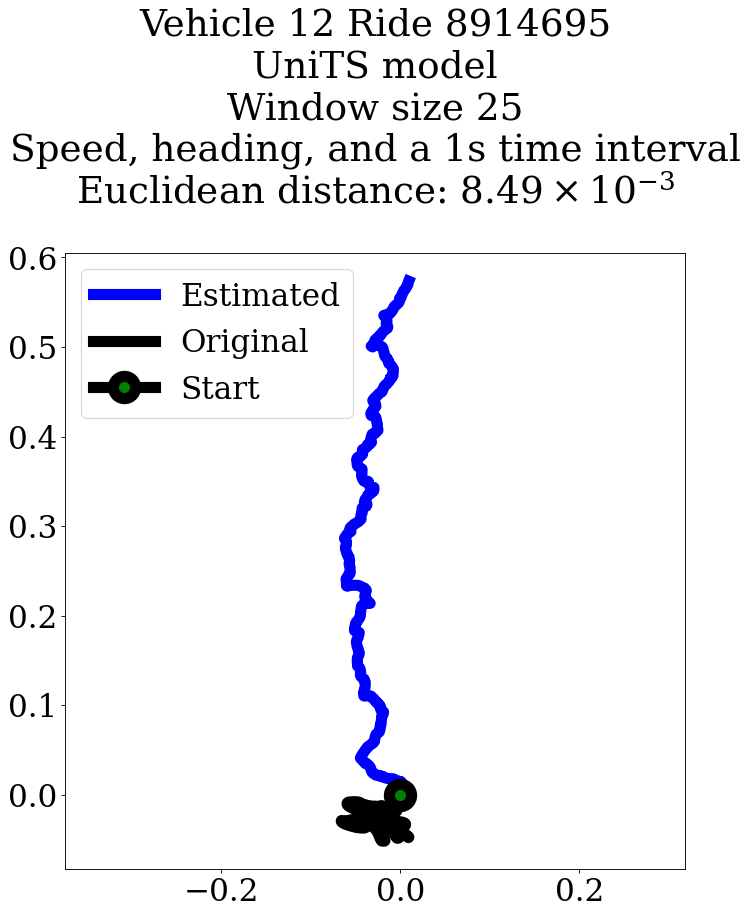 Vehicle 12 Ride 8914695
UniTS model
Window size 25
Speed, heading, and a 1s time interval
Euclidean distance: 8.49 × 10⁻³
0.6
0.5
0.4
0.3
0.2
0.1
0.0
Estimated
Original
Start
−0.2
0.0
0.2